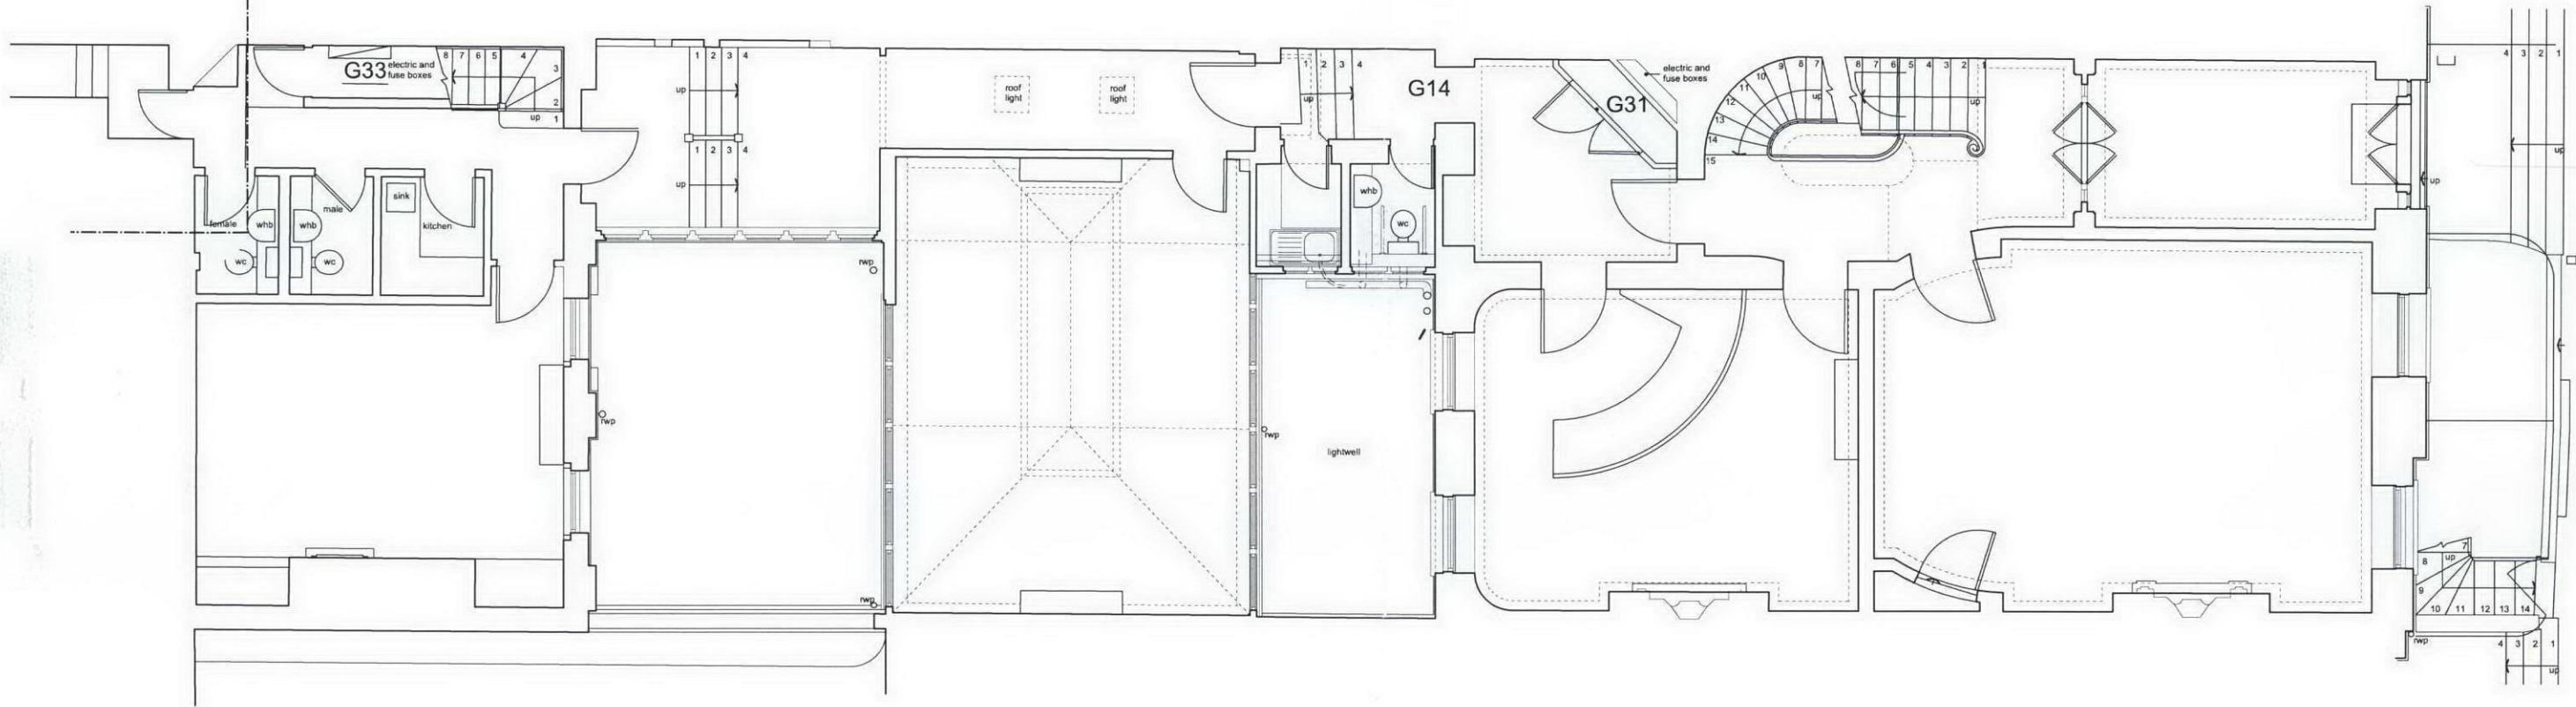 G33
electric and
fuse boxes
8 7 6 5 4
3
2
up 1
female
whb
wc
male
whb
wc
sink
kitchen
1 2 3 4
up
1 2 3 4
up
rwp
rwp
rwp
roof
light
roof
light
1 2 3 4
up
G14
whb
wc
rwp
lightwell
G31
electric and
fuse boxes
15 14 13 12 11 10 9 8 7
up
8 7 6 5 4 3 2 1
up
4 3 2 1
up
up
7
up
8
9
10 11 12 13 14
rwp
4 3 2 1
up